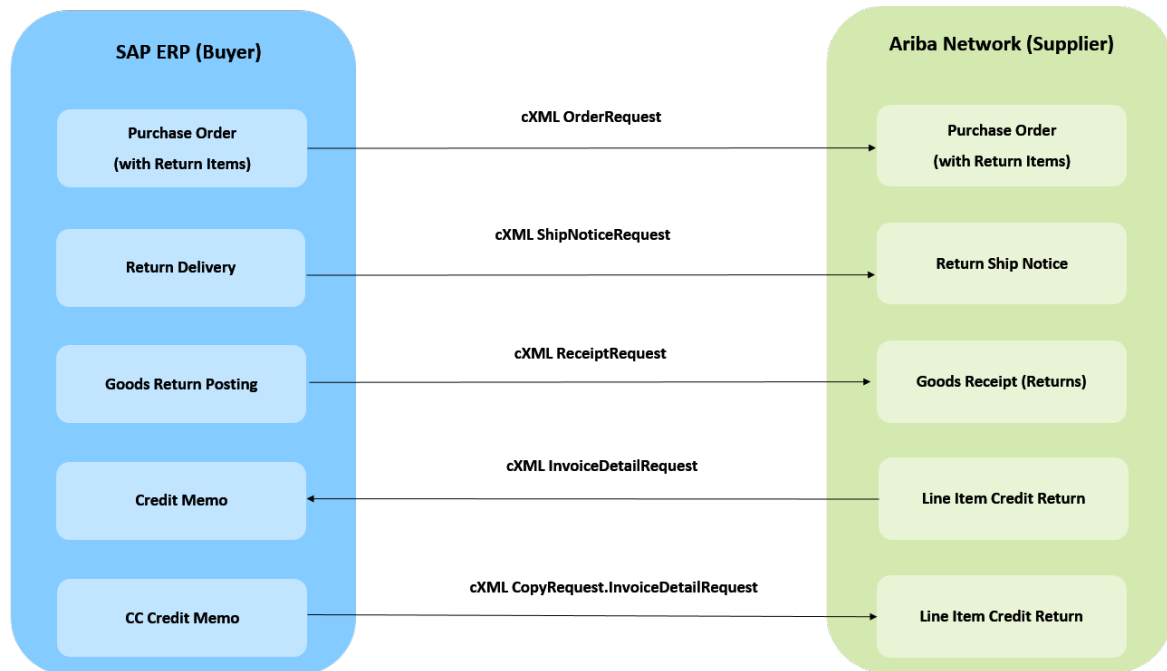 SAP ERP (Buyer)
Ariba Network (Supplier)
Purchase Order
(with Return Items)
cXML OrderRequest
Purchase Order
(with Return Items)
Return Delivery
cXML ShipNoticeRequest
Return Ship Notice
Goods Return Posting
cXML ReceiptRequest
Goods Receipt (Returns)
Credit Memo
cXML InvoiceDetailRequest
Line Item Credit Return
CC Credit Memo
cXML CopyRequest.InvoiceDetailRequest
Line Item Credit Return